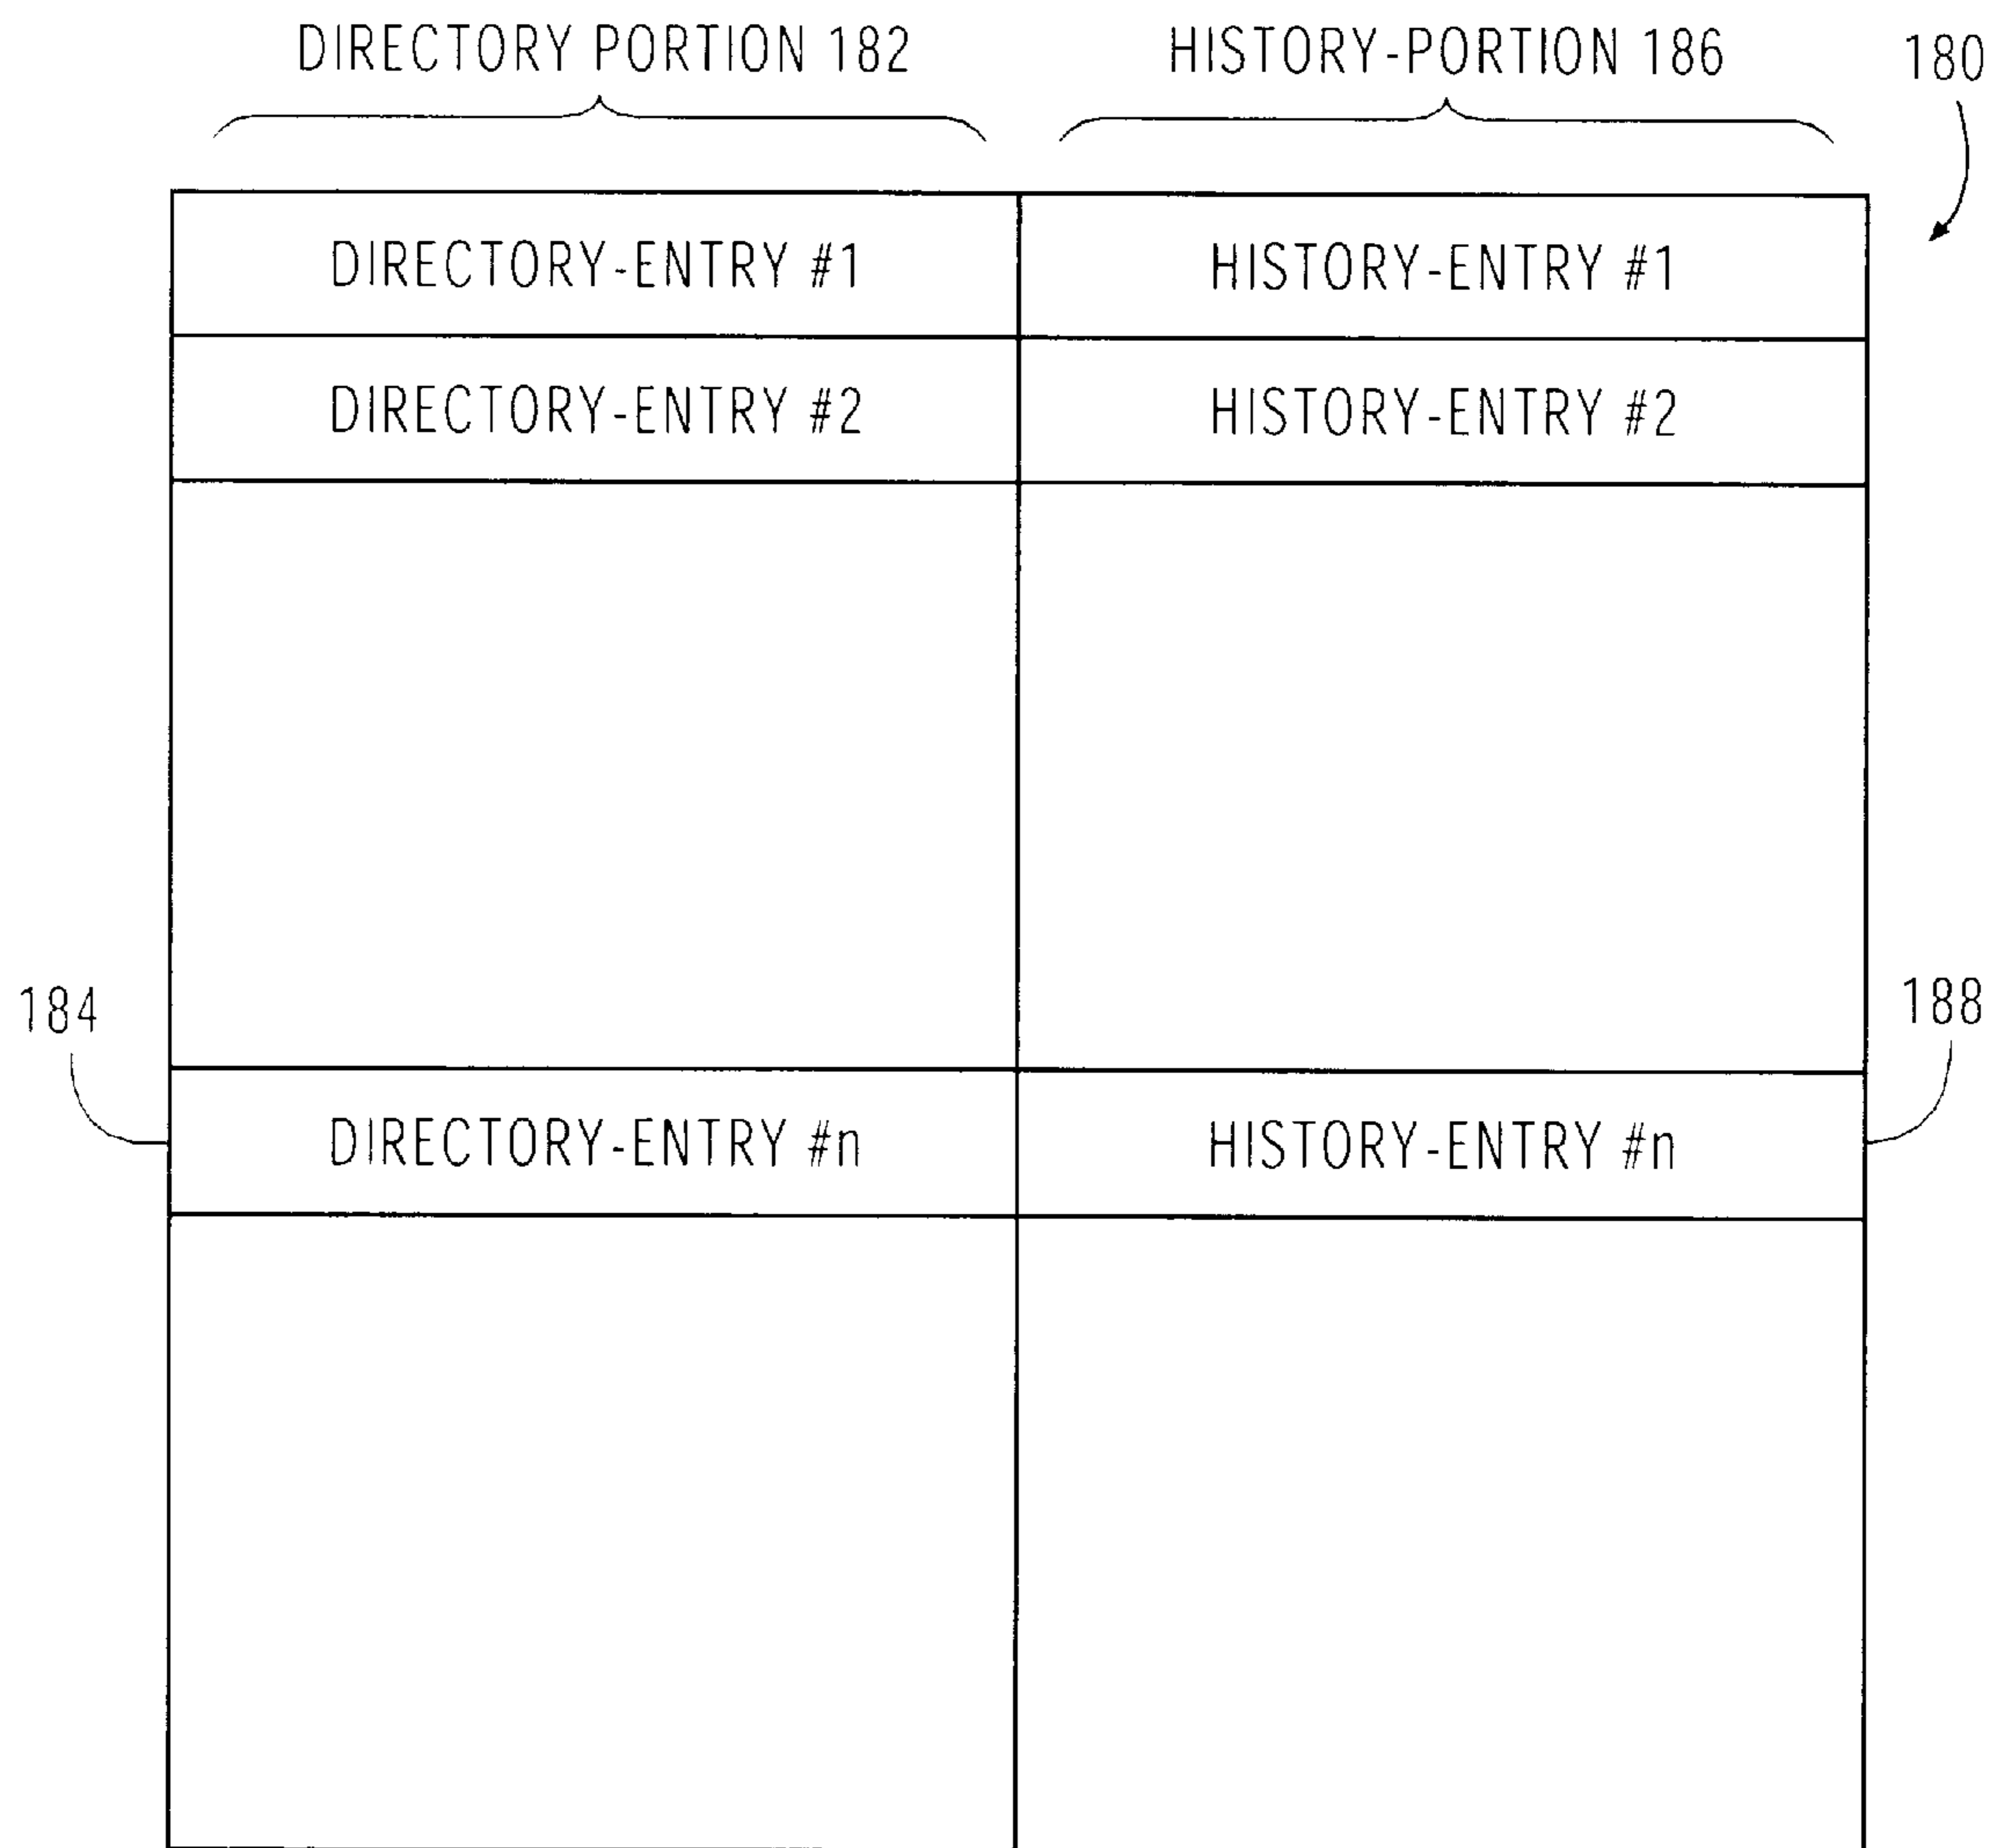 DIRECTORY PORTION 182
HISTORY-PORTION 186
180
DIRECTORY-ENTRY #1
HISTORY-ENTRY #1
DIRECTORY-ENTRY #2
HISTORY-ENTRY #2
184
188
DIRECTORY-ENTRY #n
HISTORY-ENTRY #n